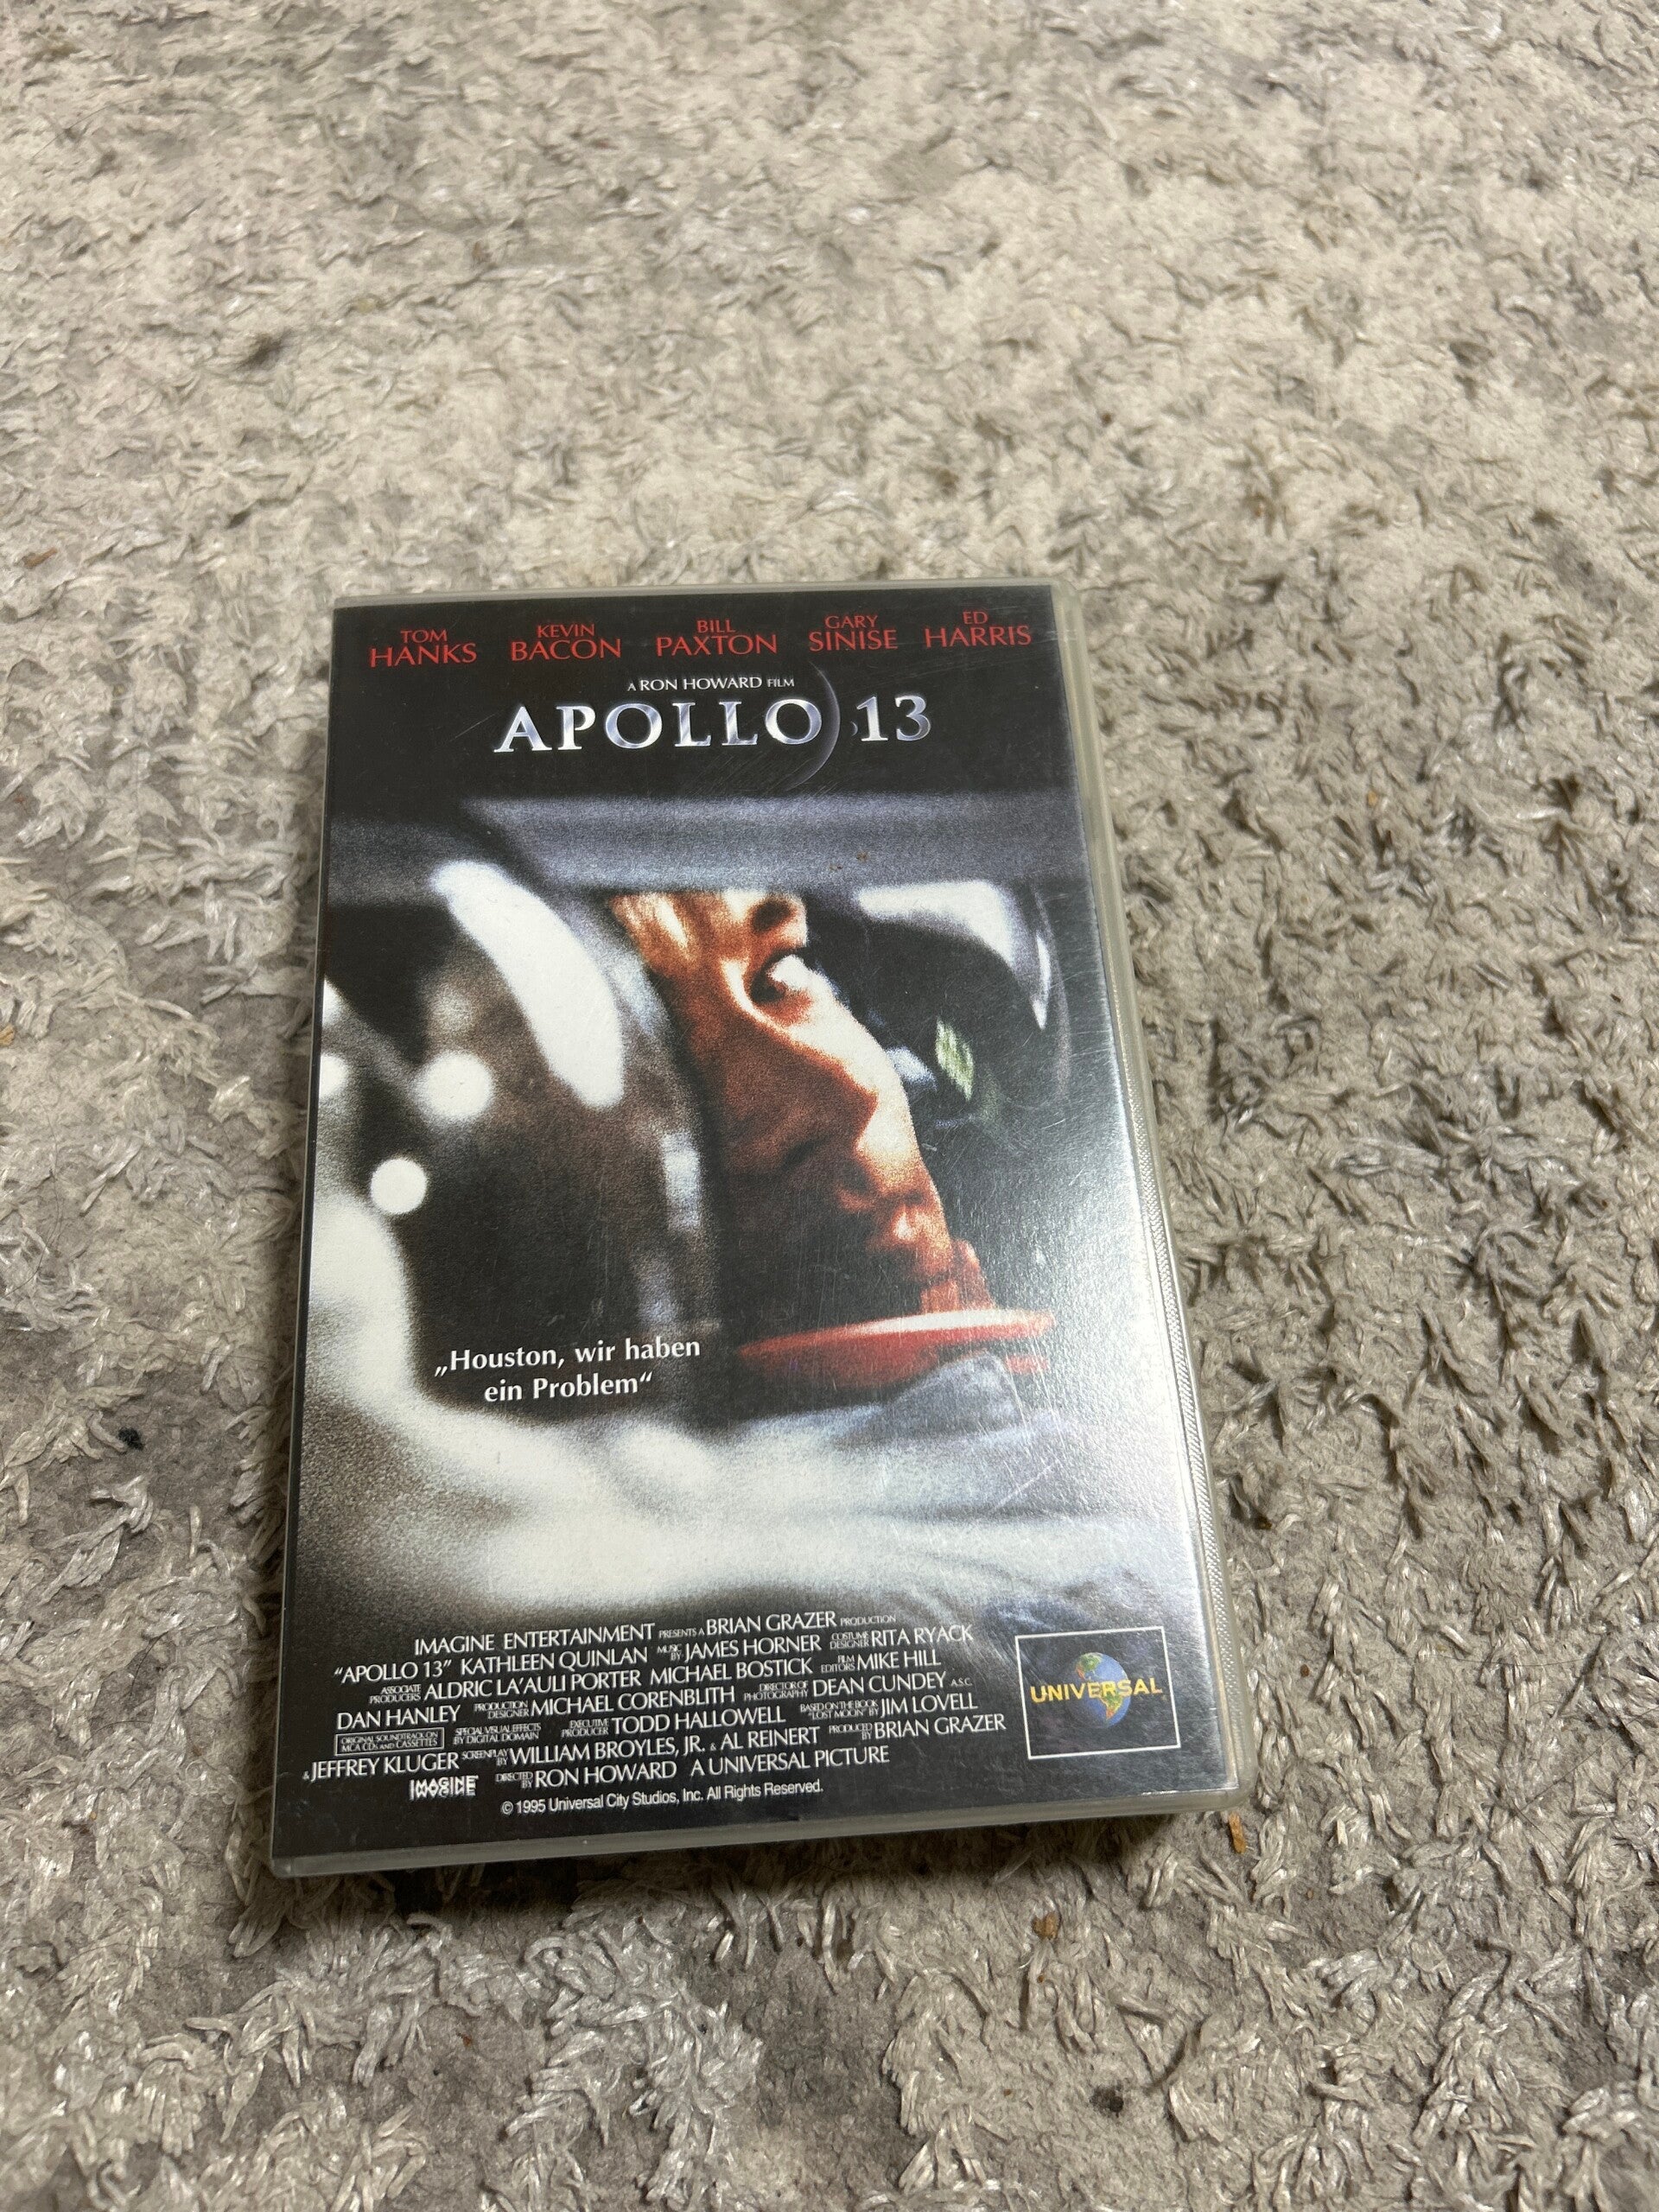 TOM HANKS KEVIN BACON BILL PAXTON GARY SINISE ED HARRIS
A RON HOWARD FILM
APOLLO 13
„Houston, wir haben
ein Problem“
IMAGINE ENTERTAINMENT PRESENTS A BRIAN GRAZER PRODUCTION
“APOLLO 13” KATHLEEN QUINLAN MUSIC BY JAMES HORNER COSTUME DESIGNER RITA RYACK
ASSOCIATE PRODUCERS ALDRIC LA'AULI PORTER MICHAEL BOSTICK FILM EDITORS MIKE HILL
DAN HANLEY PRODUCTION DESIGNER MICHAEL CORENBLITH DIRECTOR OF PHOTOGRAPHY DEAN CUNDEY A.S.C.
ORIGINAL SOUNDTRACK ON MCA CDs AND CASSETTES SPECIAL VISUAL EFFECTS BY DIGITAL DOMAIN EXECUTIVE PRODUCER TODD HALLOWELL BASED ON THE BOOK “LOST MOON” BY JIM LOVELL
& JEFFREY KLUGER SCREENPLAY BY WILLIAM BROYLES, JR. & AL REINERT PRODUCED BY BRIAN GRAZER
IMAGINE DIRECTED BY RON HOWARD A UNIVERSAL PICTURE
© 1995 Universal City Studios, Inc. All Rights Reserved.
UNIVERSAL